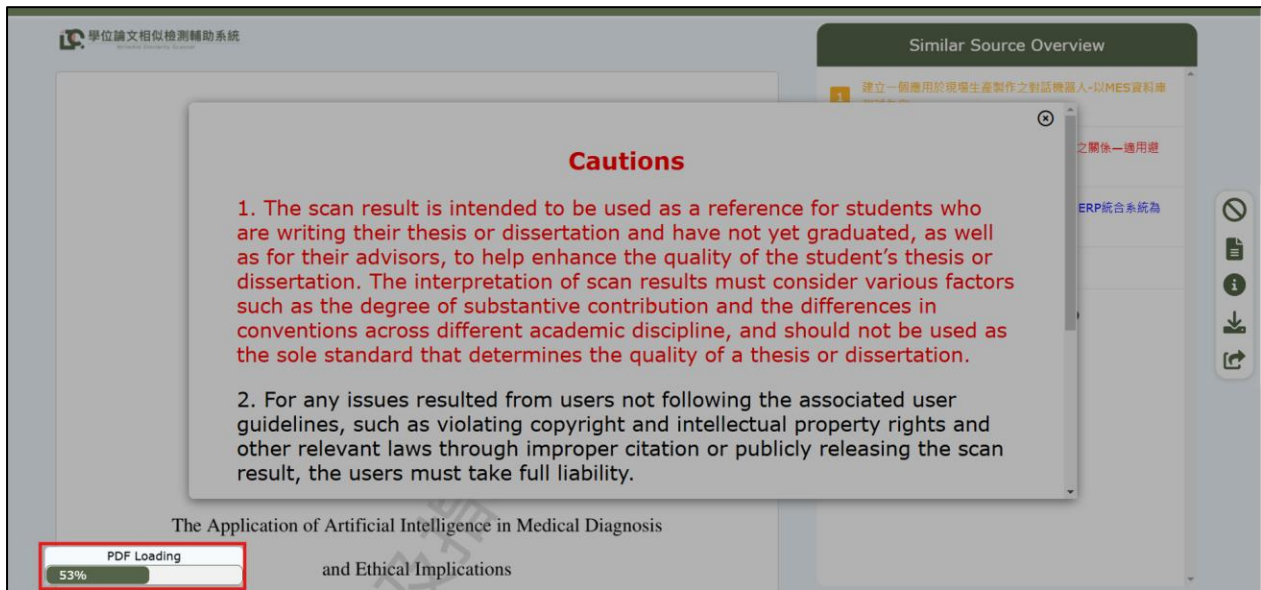 學位論文相似檢測輔助系統
Similar Source Overview
1
建立一個應用於現場生產製作之對話機器人-以MES資料庫
之關係—適用避
ERP統合系統為
Cautions
1. The scan result is intended to be used as a reference for students who
are writing their thesis or dissertation and have not yet graduated, as well
as for their advisors, to help enhance the quality of the student’s thesis or
dissertation. The interpretation of scan results must consider various factors
such as the degree of substantive contribution and the differences in
conventions across different academic discipline, and should not be used as
the sole standard that determines the quality of a thesis or dissertation.
2. For any issues resulted from users not following the associated user
guidelines, such as violating copyright and intellectual property rights and
other relevant laws through improper citation or publicly releasing the scan
result, the users must take full liability.
The Application of Artificial Intelligence in Medical Diagnosis
and Ethical Implications
PDF Loading
53%